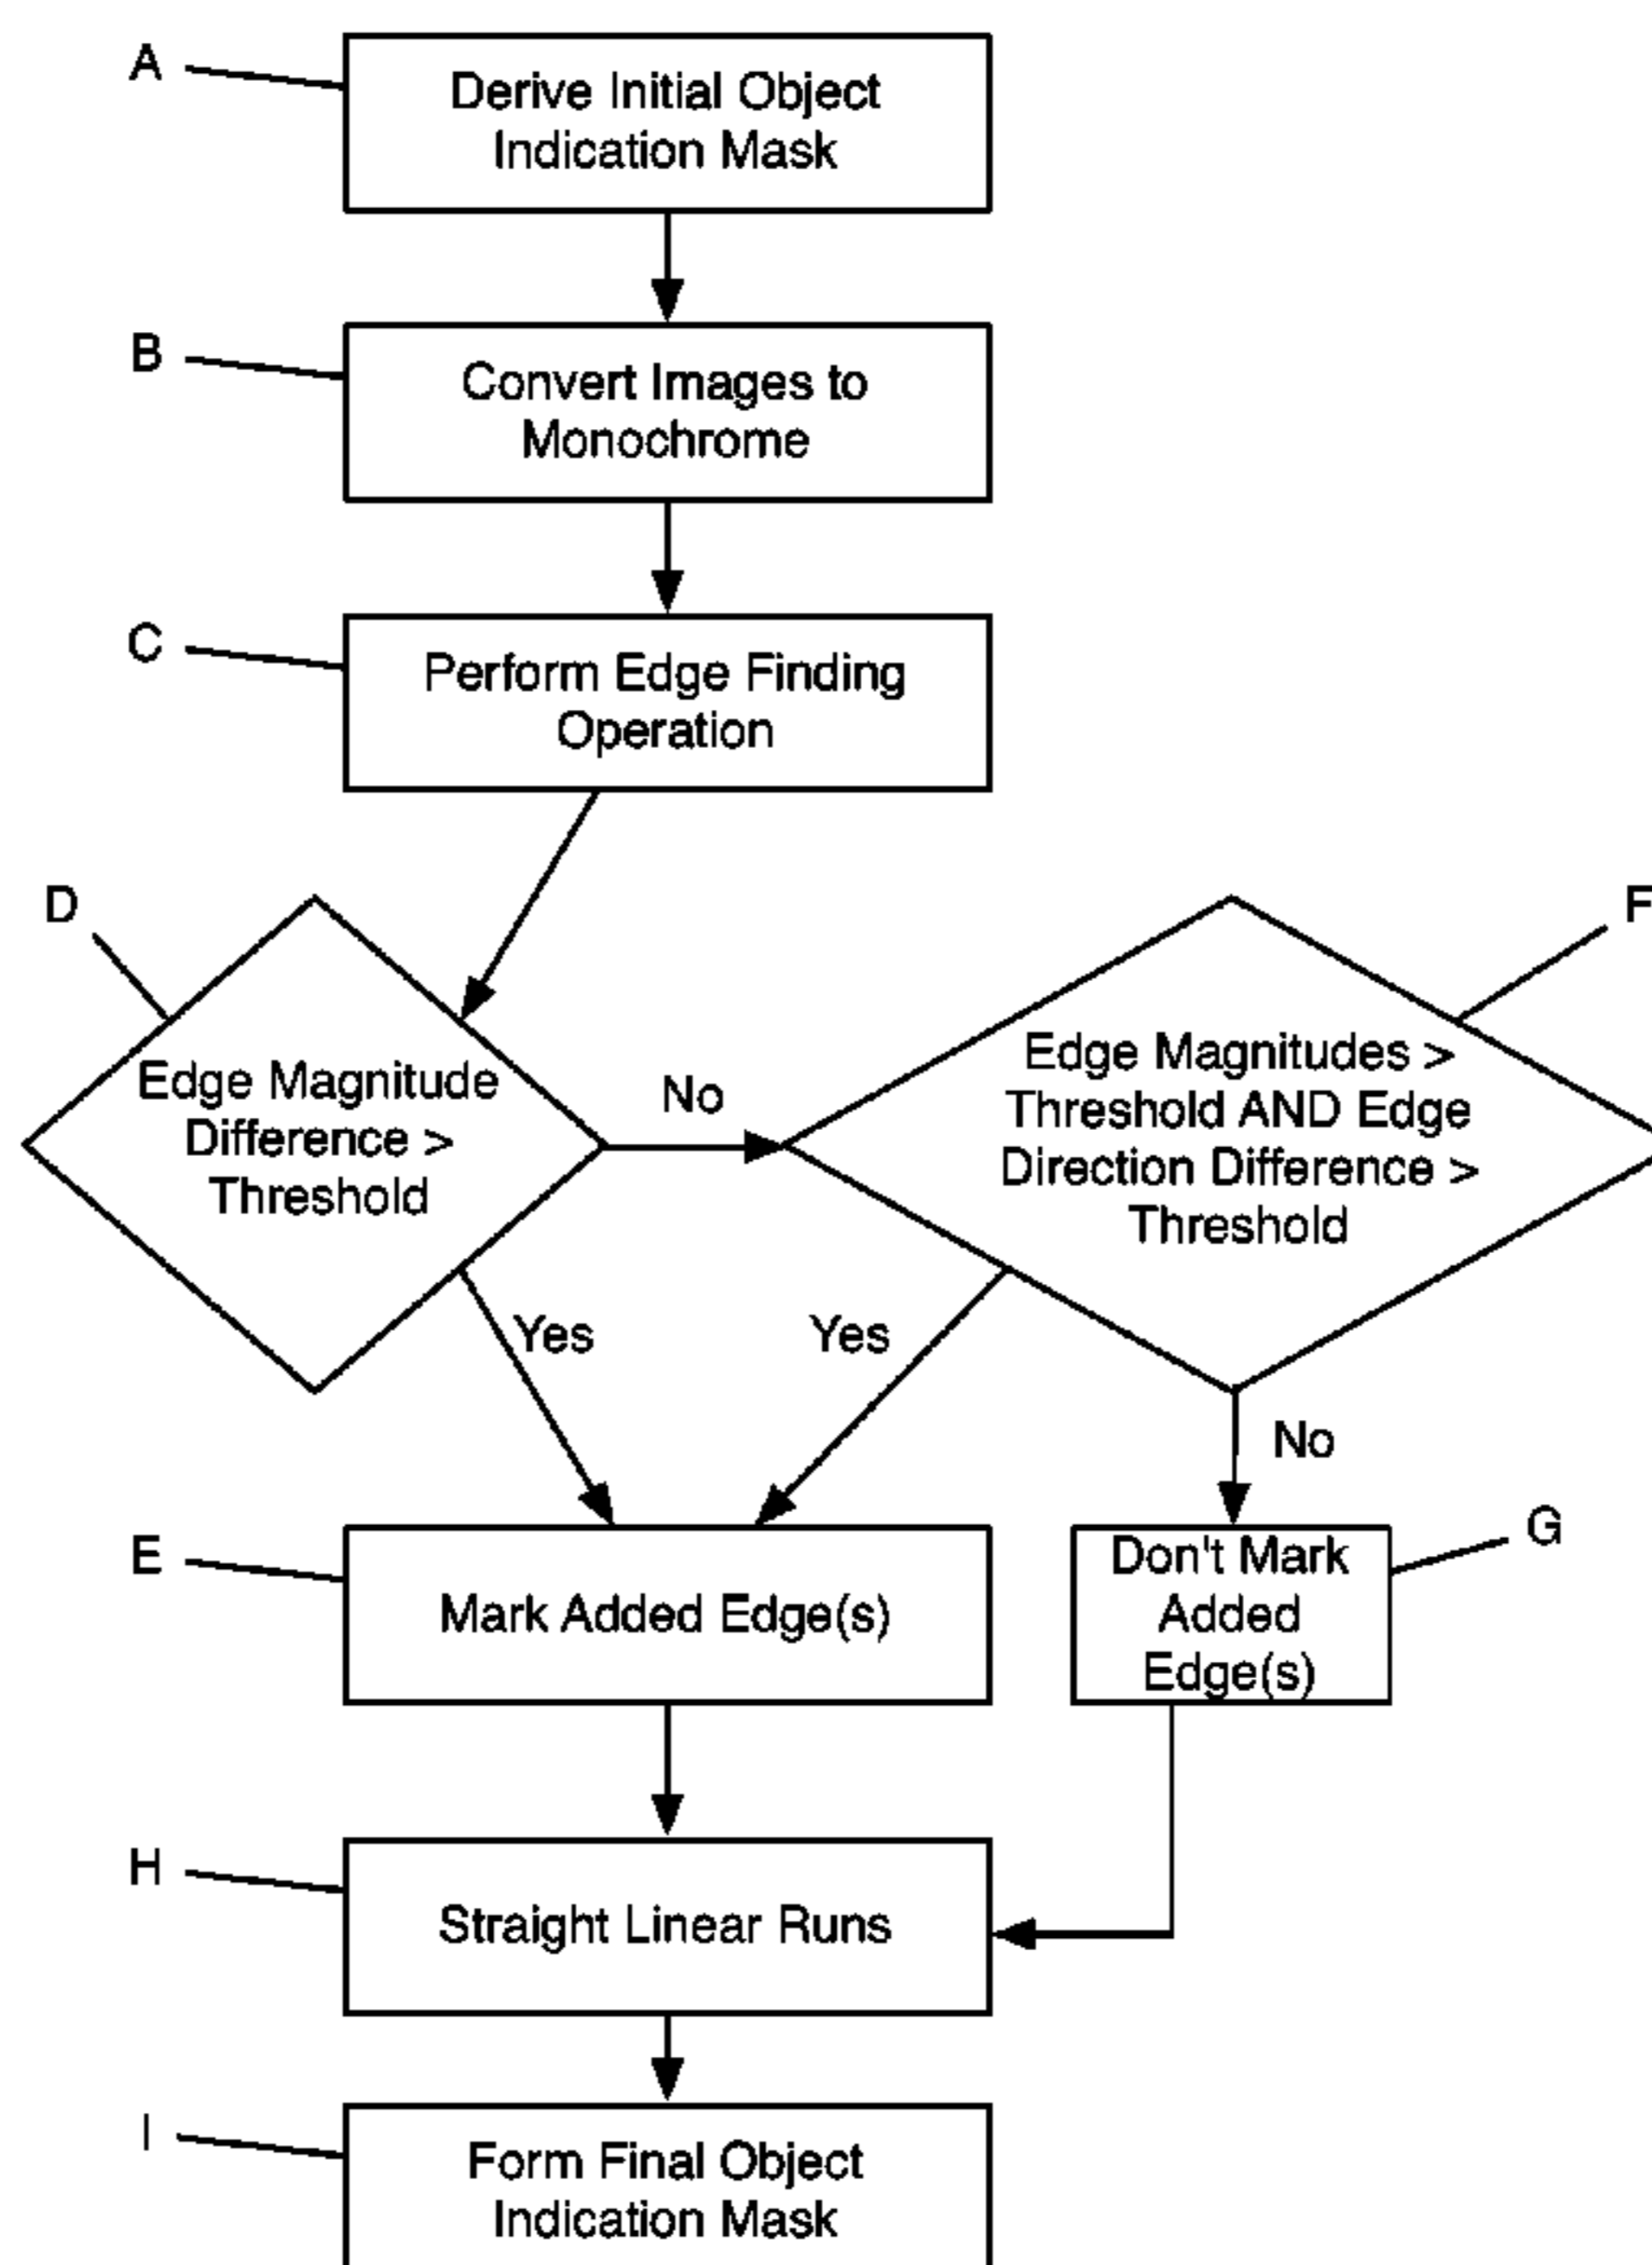 A
Derive Initial Object
Indication Mask
B
Convert Images to
Monochrome
C
Perform Edge Finding
Operation
D
Edge Magnitude
Difference >
Threshold
No
F
Edge Magnitudes >
Threshold AND Edge
Direction Difference >
Threshold
Yes
Yes
No
E
Mark Added Edge(s)
Don't Mark
Added
Edge(s)
G
H
Straight Linear Runs
I
Form Final Object
Indication Mask